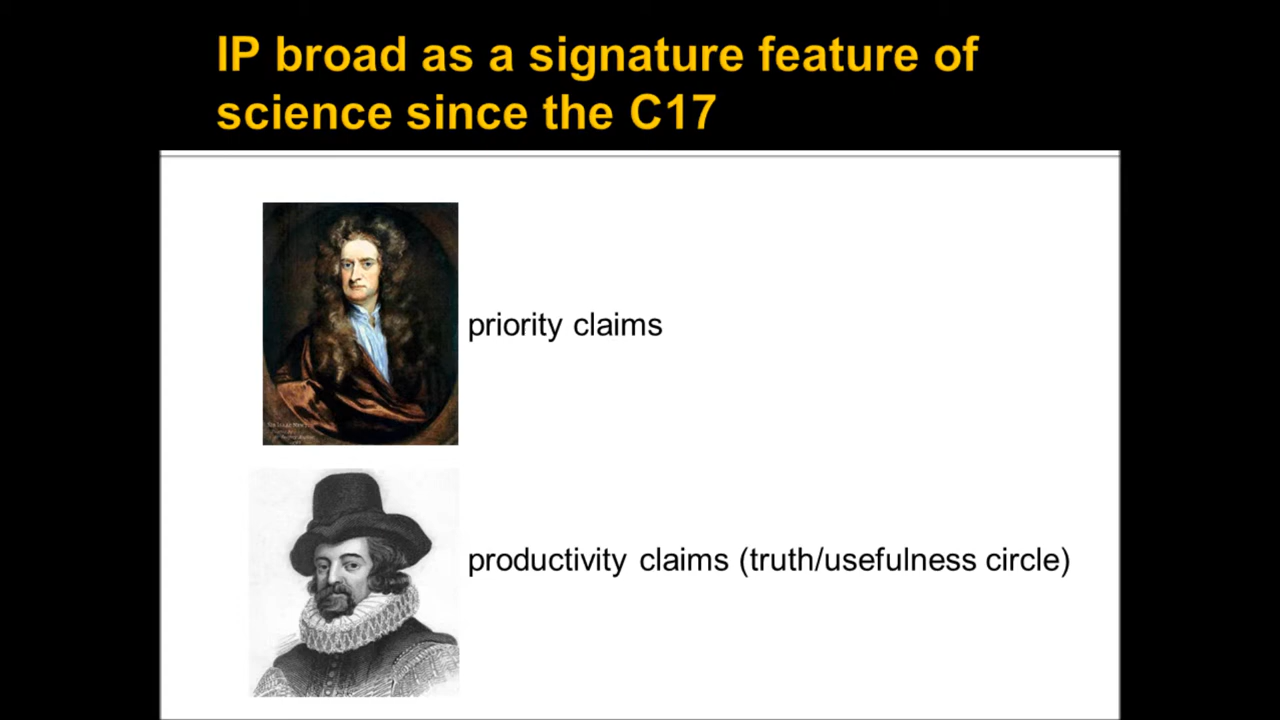 IP broad as a signature feature of
science since the C17
priority claims
productivity claims (truth/usefulness circle)